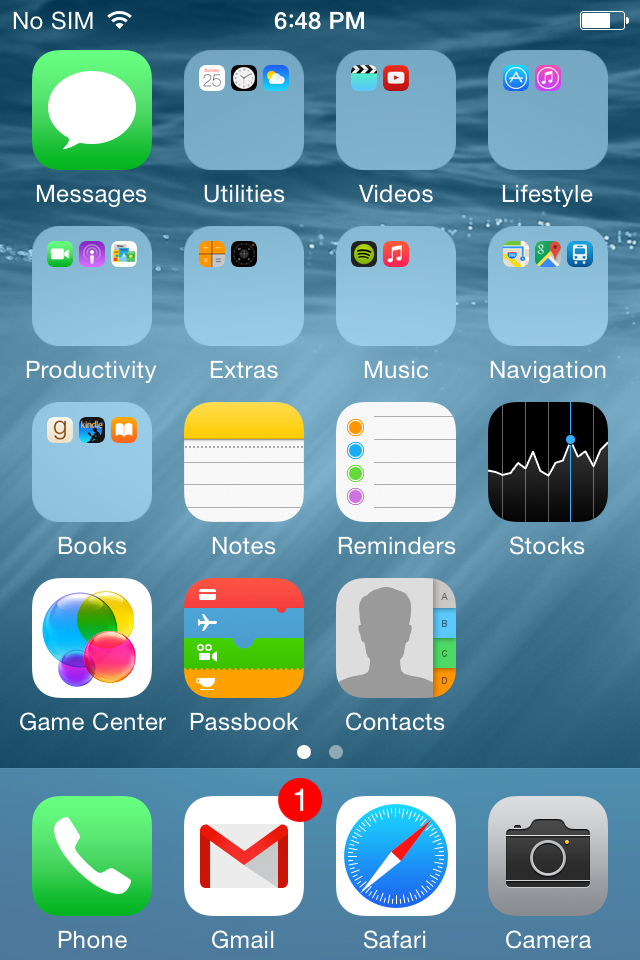 No SIM 6:48 PM
Sunday
25
Messages Utilities Videos Lifestyle
Productivity Extras Music Navigation
g kindle
Books Notes Reminders Stocks
A
B
C
D
Game Center Passbook Contacts
1
Phone Gmail Safari Camera